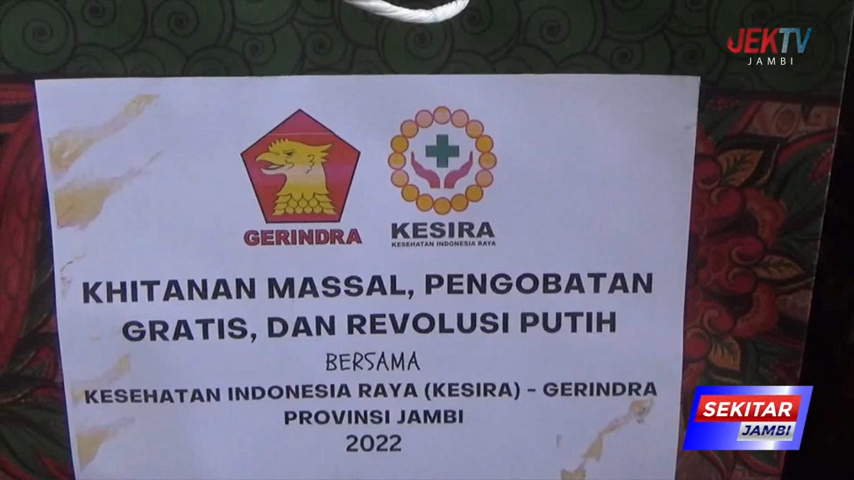 JEKTV
JAMBI
GERINDRA
KESIRA
KESEHATAN INDONESIA RAYA
KHITANAN MASSAL, PENGOBATAN
GRATIS, DAN REVOLUSI PUTIH
BERSAMA
KESEHATAN INDONESIA RAYA (KESIRA) - GERINDRA
PROVINSI JAMBI
2022
SEKITAR
JAMBI